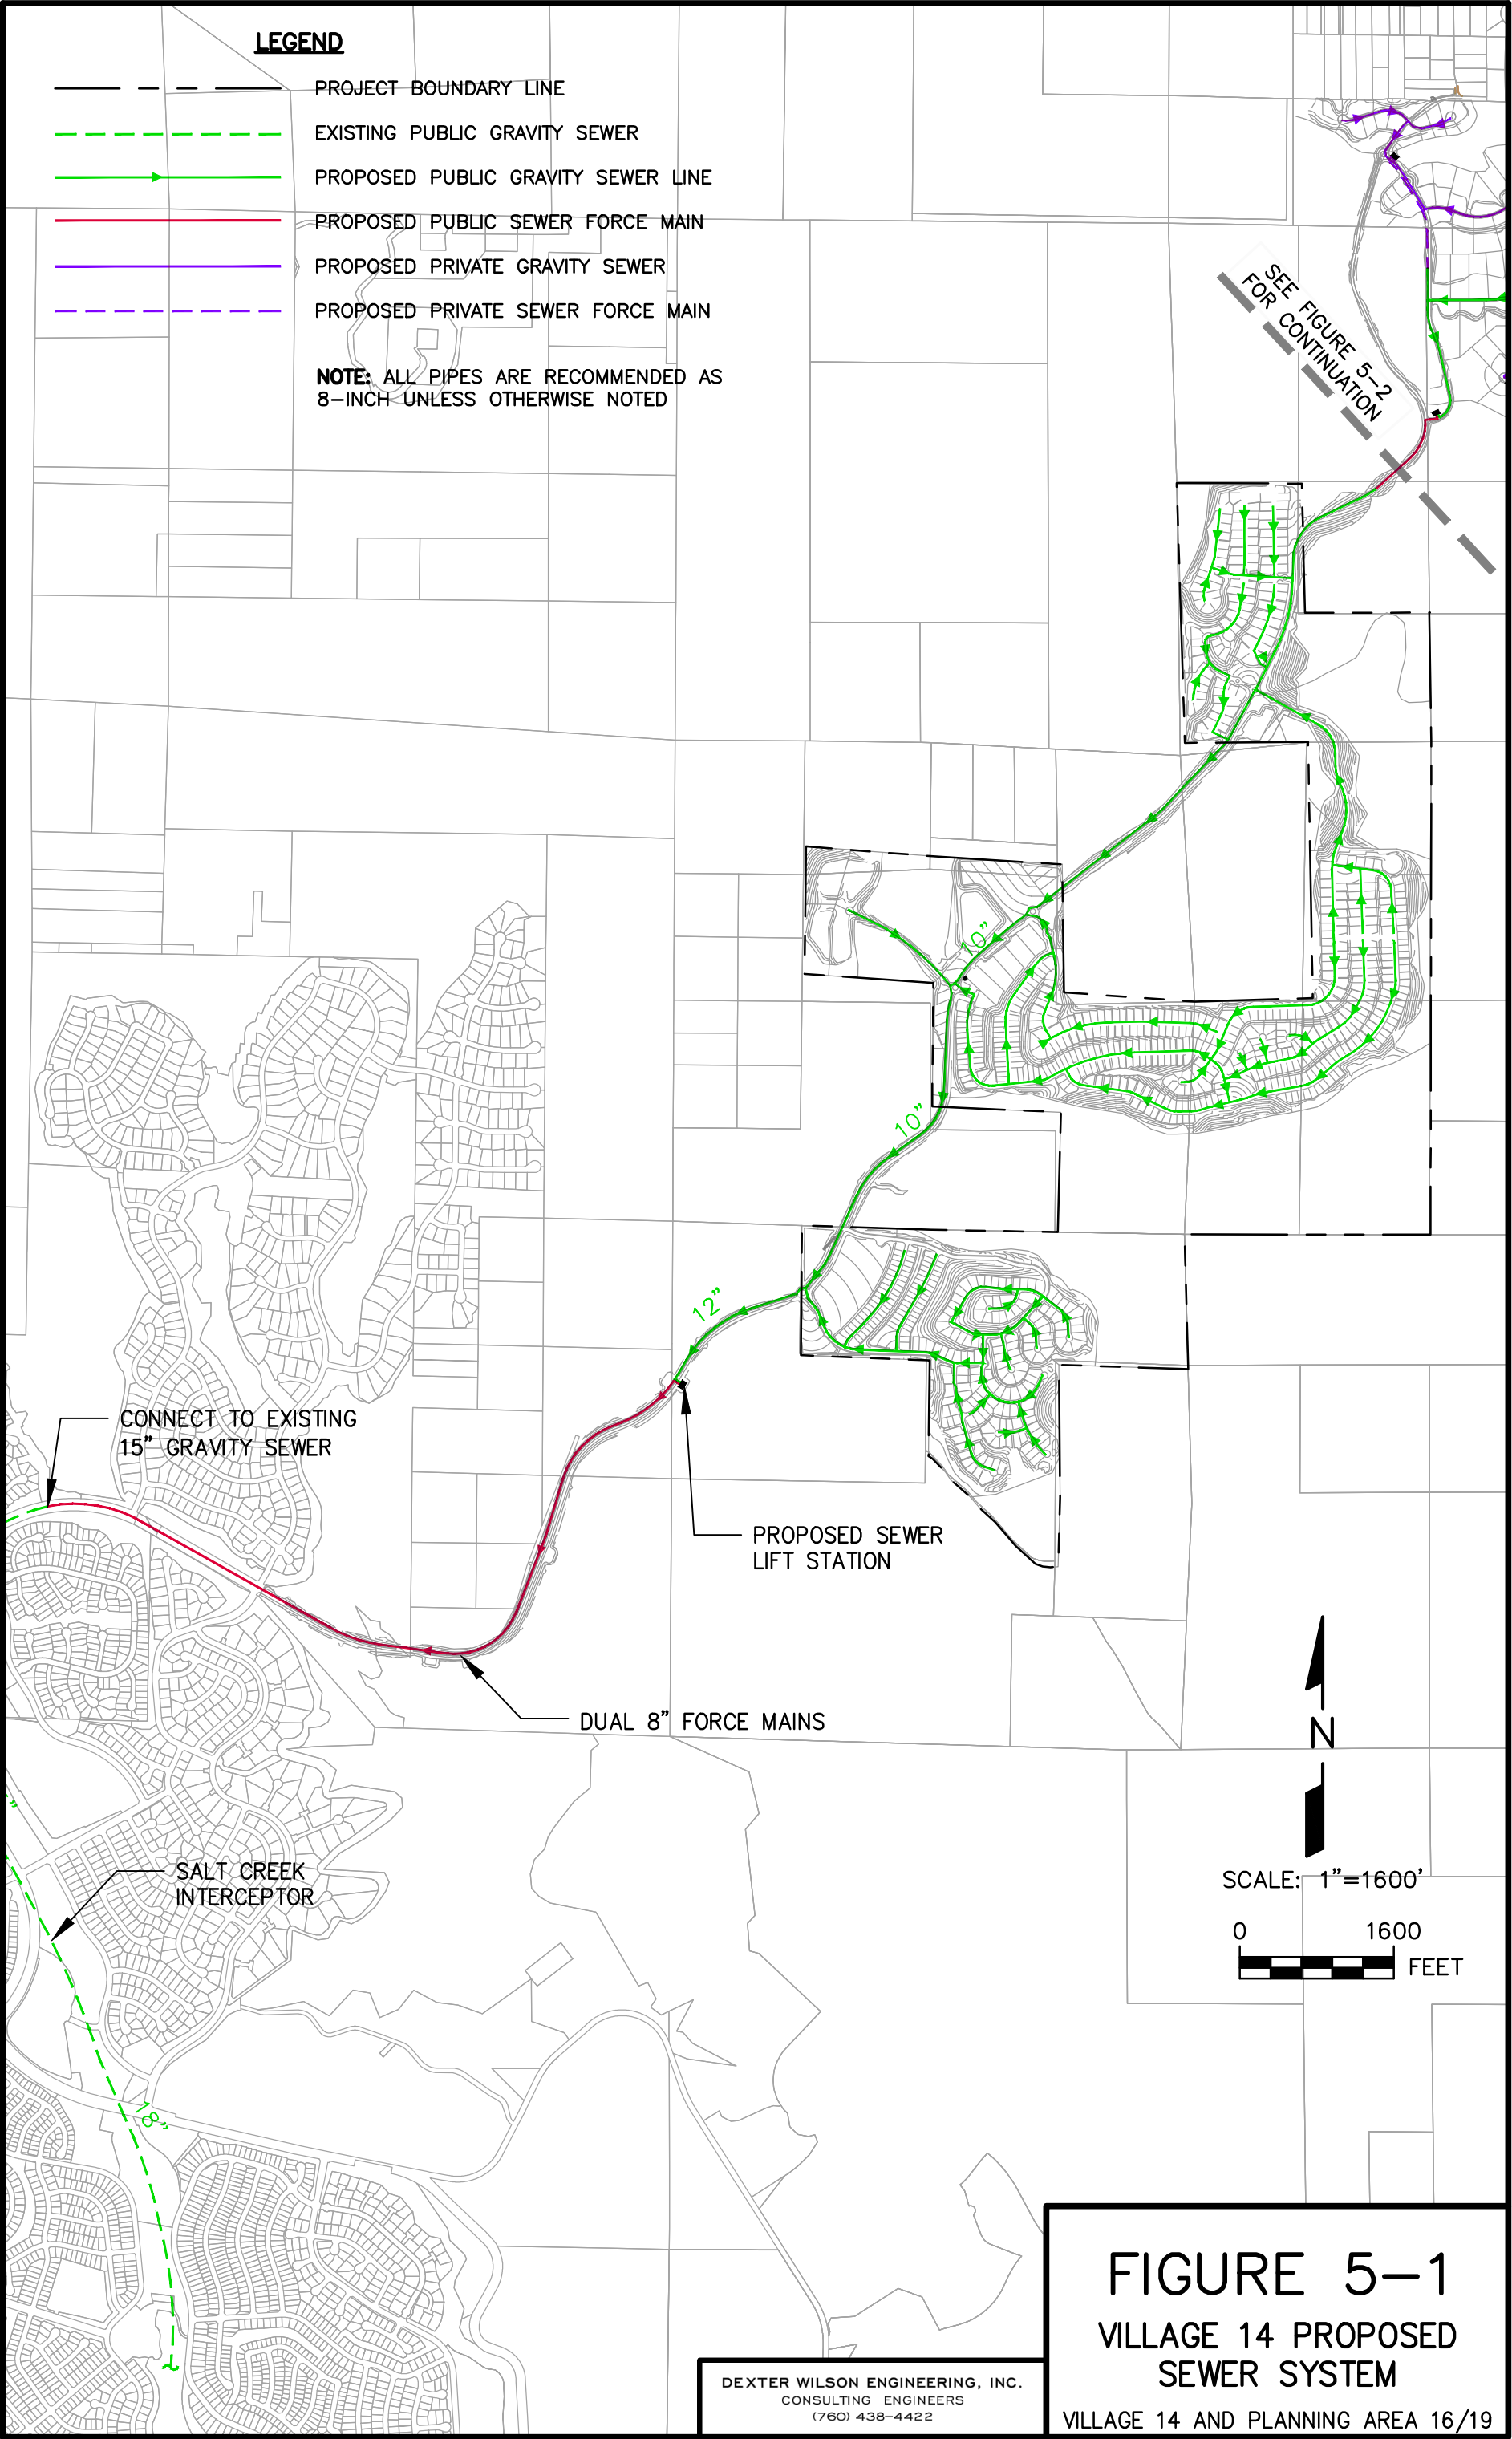 LEGEND
PROJECT BOUNDARY LINE
EXISTING PUBLIC GRAVITY SEWER
PROPOSED PUBLIC GRAVITY SEWER LINE
PROPOSED PUBLIC SEWER FORCE MAIN
PROPOSED PRIVATE GRAVITY SEWER
PROPOSED PRIVATE SEWER FORCE MAIN
NOTE: ALL PIPES ARE RECOMMENDED AS
8-INCH UNLESS OTHERWISE NOTED
SEE FIGURE 5-2
FOR CONTINUATION
10"
10"
12"
CONNECT TO EXISTING
15" GRAVITY SEWER
PROPOSED SEWER
LIFT STATION
DUAL 8" FORCE MAINS
N
SALT CREEK
INTERCEPTOR
SCALE: 1"=1600'
0 1600
FEET
18"
FIGURE 5-1
VILLAGE 14 PROPOSED
SEWER SYSTEM
VILLAGE 14 AND PLANNING AREA 16/19
DEXTER WILSON ENGINEERING, INC.
CONSULTING ENGINEERS
(760) 438-4422